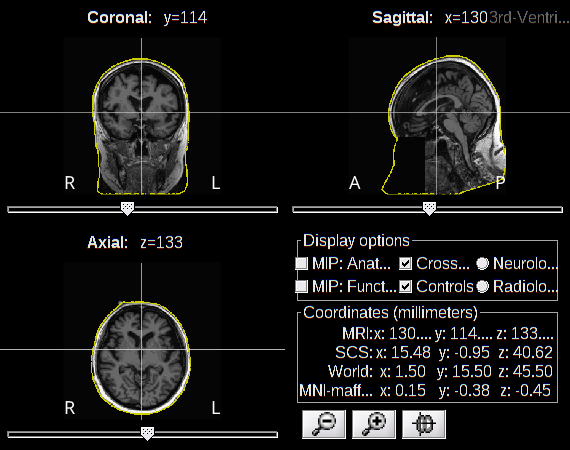 Coronal: y=114
Sagittal: x=130 3rd-Ventri...
R
L
A
P
Axial: z=133
R
L
Display options
MIP: Anat... Cross... Neurolo...
MIP: Funct... Controls Radiolo...
Coordinates (millimeters)
MRI: x: 130.... y: 114.... z: 133....
SCS: x: 15.48 y: -0.95 z: 40.62
World: x: 1.50 y: 15.50 z: 45.50
MNI-maff... x: 0.15 y: -0.38 z: -0.45